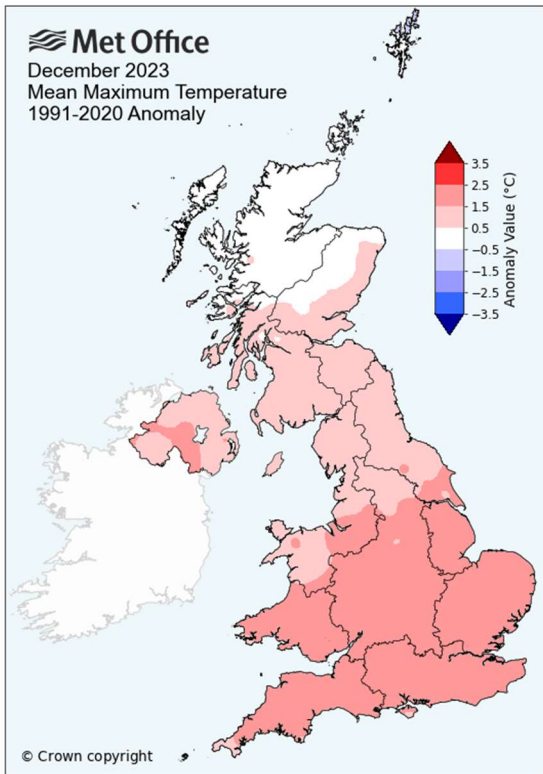 Met Office
December 2023
Mean Maximum Temperature
1991-2020 Anomaly
3.5
2.5
1.5
0.5
−0.5
−1.5
−2.5
−3.5
Anomaly Value (°C)
© Crown copyright